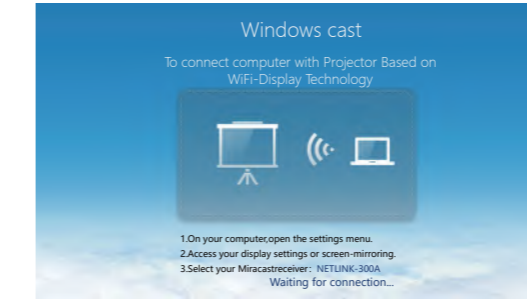 Windows cast
To connect computer with Projector Based on
WiFi-Display Technology
1.On your computer,open the settings menu.
2.Access your display settings or screen-mirroring.
3.Select your Miracastreceiver: NETLINK-300A
Waiting for connection...